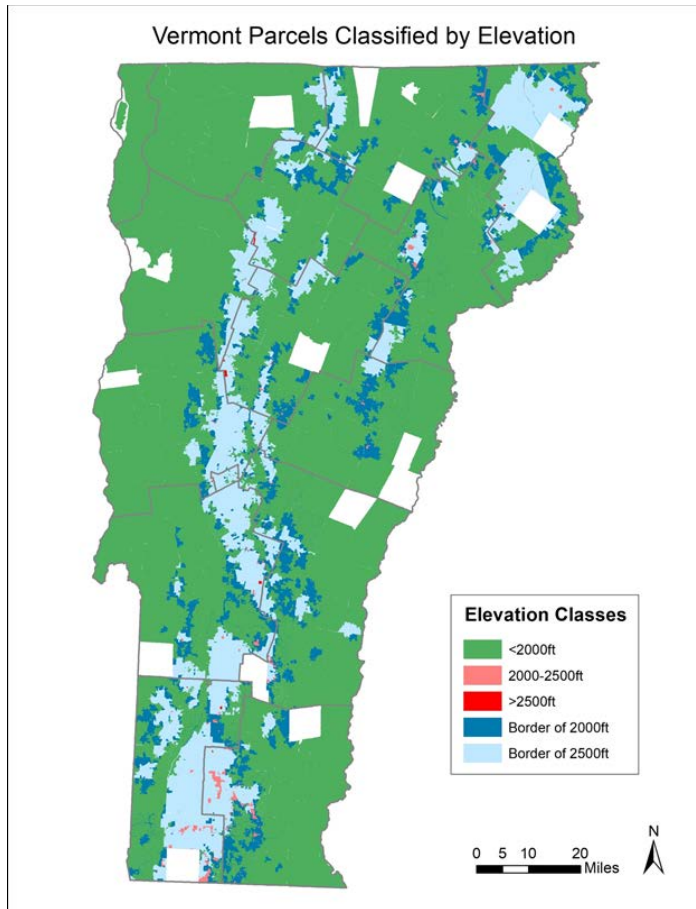 Vermont Parcels Classified by Elevation
Elevation Classes
<2000ft
2000-2500ft
>2500ft
Border of 2000ft
Border of 2500ft
N
0 5 10 20
Miles